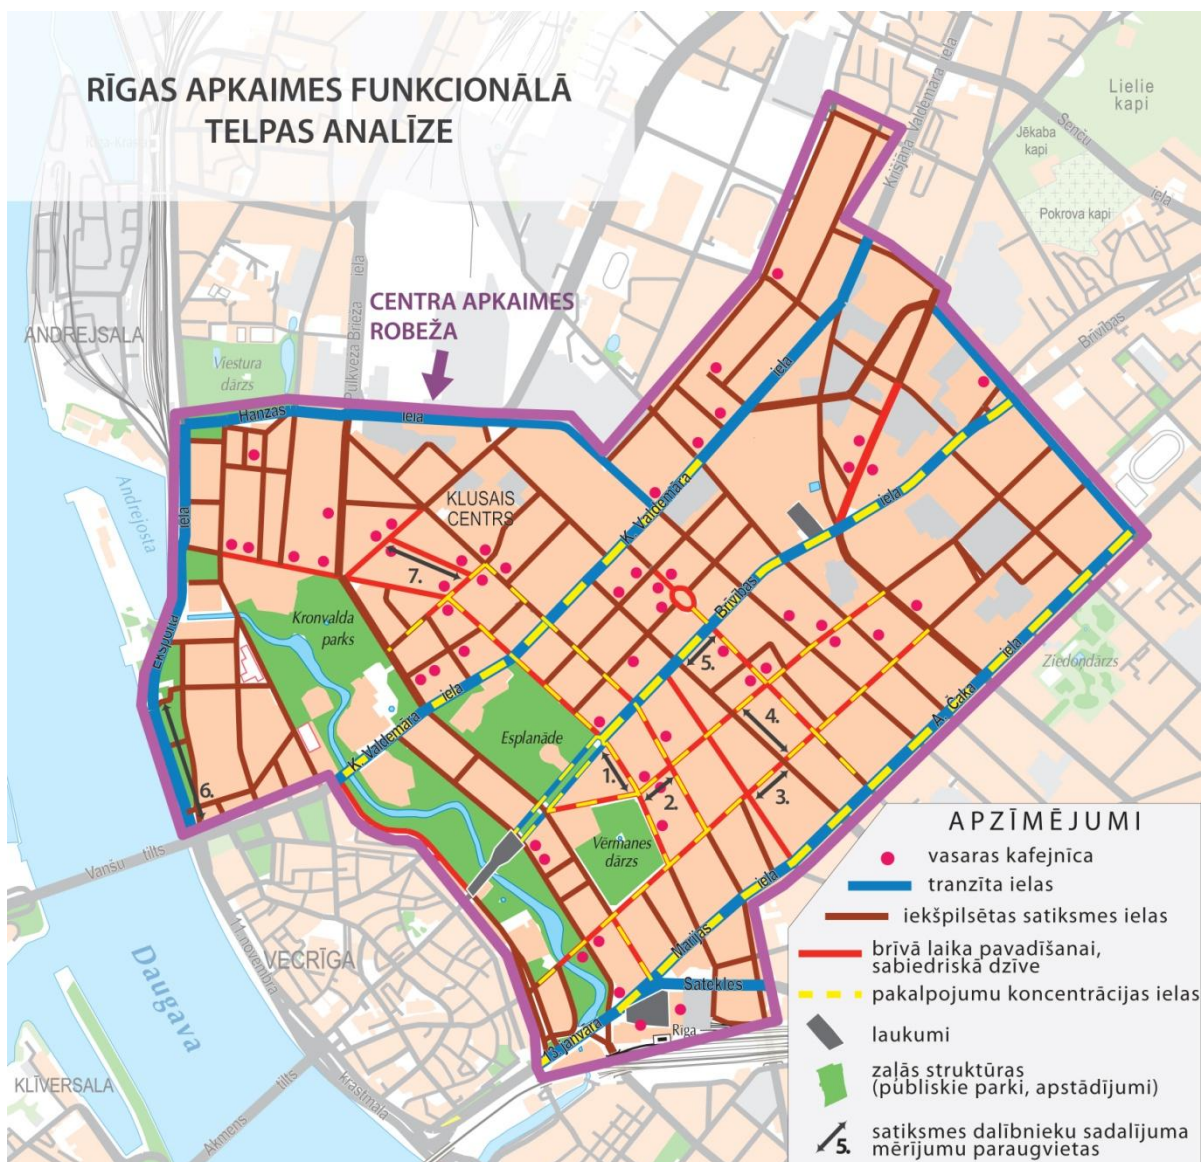 RĪGAS APKAIMES FUNKCIONĀLĀ
TELPAS ANALĪZE
Lielie
kapi
Krišjāņa Valdemāra iela
Senču
iela
Jēkaba
kapi
Pokrova kapi
CENTRA APKAIMES
ROBEŽA
Pulkveža Brieža iela
ANDREJSALA
Viestura
dārzs
Brīvības
Hanzas
iela
iela
Andrejosta
iela
KLUSAIS
CENTRS
K. Valdemāra
iela
7.
Kronvalda
parks
Brīvības
5.
Eksporta
Ziedondārzs
iela
A. Čaka
K. Valdemāra
iela
Esplanāde
4.
1.
2.
3.
6.
Vērmanes
dārzs
Vanšu tilts
iela
Marijas
11.novembra
VECRĪGA
Satekles
Daugava
13.janvāra
Rīga
krastmala
KLĪVERSALA
Akmens tilts
APZĪMĒJUMI
vasaras kafejnīca
tranzīta ielas
iekšpilsētas satiksmes ielas
brīvā laika pavadīšanai,
sabiedriskā dzīve
pakalpojumu koncentrācijas ielas
laukumi
zaļās struktūras
(publiskie parki, apstādījumi)
5.
satiksmes dalībnieku sadalījuma
mērījumu paraugvietas